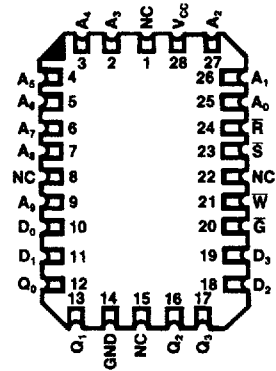 A4 A3 NC VCC A2
3 2 1 28 27
A5 4 26 A1
A6 5 25 A0
A7 6 24 R̅
A8 7 23 S̅
NC 8 22 NC
A9 9 21 W̅
D0 10 20 G̅
D1 11 19 D3
Q0 12 18 D2
13 14 15 16 17
Q1 GND NC Q2 Q3